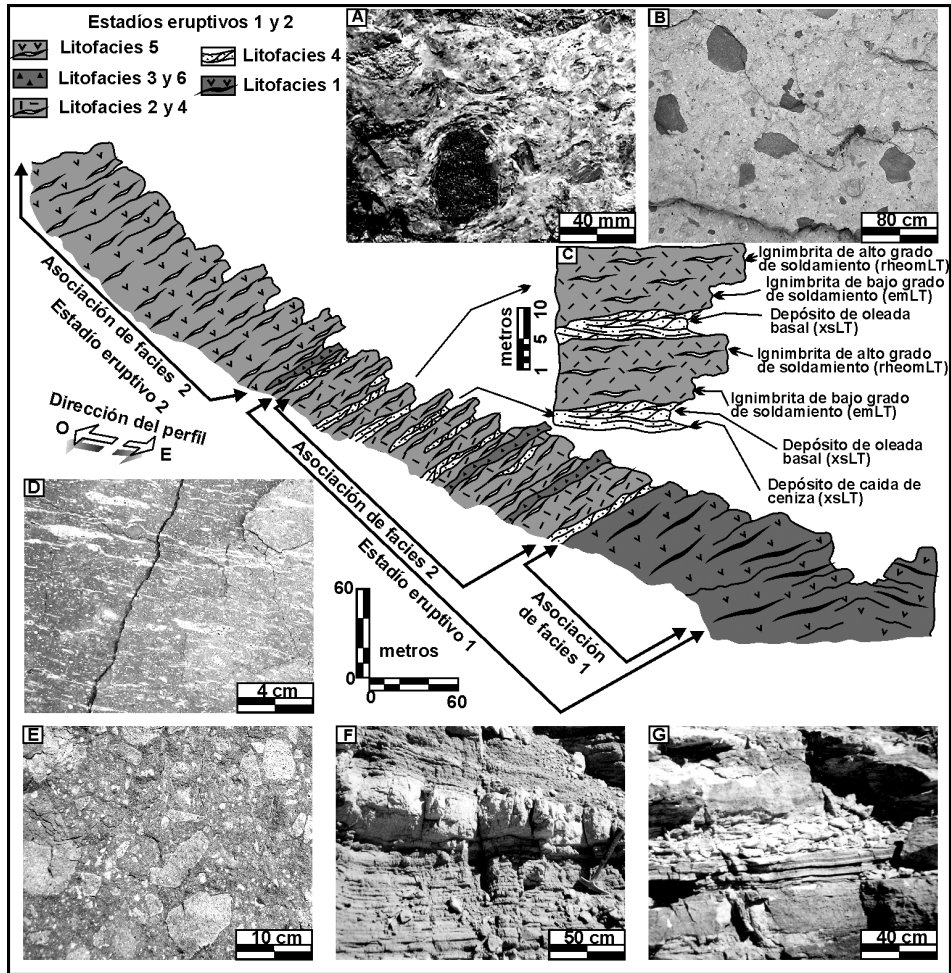 Estadíos eruptivos 1 y 2
Litofacies 5
Litofacies 3 y 6
Litofacies 2 y 4
Litofacies 4
Litofacies 1
A
40 mm
B
80 cm
C
metros
10
5
1
Ignimbrita de alto grado
de soldamiento (rheomLT)
Ignimbrita de bajo grado
de soldamiento (emLT)
Depósito de oleada
basal (xsLT)
Ignimbrita de alto grado
de soldamiento (rheomLT)
Ignimbrita de bajo grado
de soldamiento (emLT)
Depósito de oleada
basal (xsLT)
Depósito de caida de
ceniza (xsLT)
Asociación de facies 2
Estadío eruptivo 2
Dirección del perfil
O
E
Asociación de facies 2
Estadío eruptivo 1
Asociación
de facies 1
60
metros
0
0
60
D
4 cm
E
10 cm
F
50 cm
G
40 cm